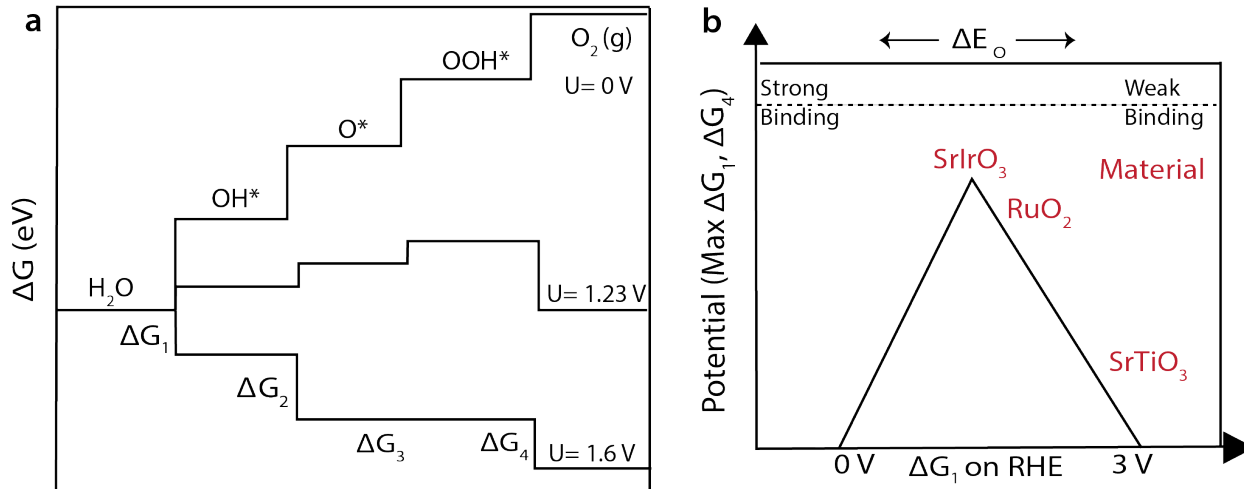 a
O₂ (g)
U= 0 V
OOH*
O*
OH*
H₂O
ΔG (eV)
U= 1.23 V
ΔG₁
ΔG₂
ΔG₃
ΔG₄
U= 1.6 V
b
ΔE_O
Strong
Binding
Weak
Binding
SrIrO₃
Material
RuO₂
SrTiO₃
Potential (Max ΔG₁, ΔG₄)
0 V
ΔG₁ on RHE
3 V